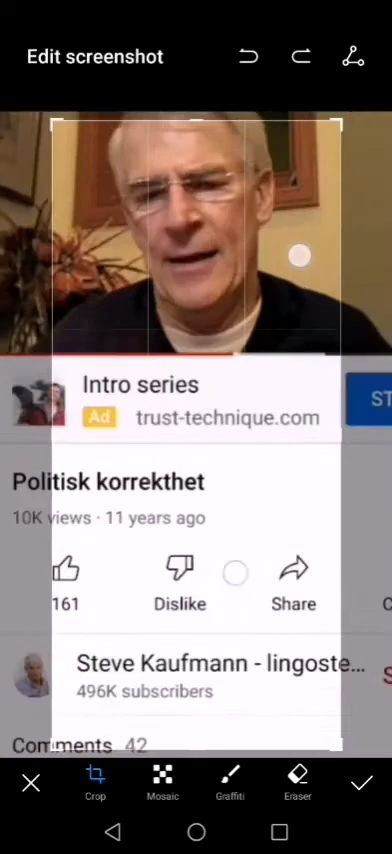 Edit screenshot
Intro series
Ad trust-technique.com
ST
Politisk korrekthet
10K views · 11 years ago
161
Dislike
Share
C
Steve Kaufmann - lingoste...
S
496K subscribers
Comments 42
Crop
Mosaic
Graffiti
Eraser